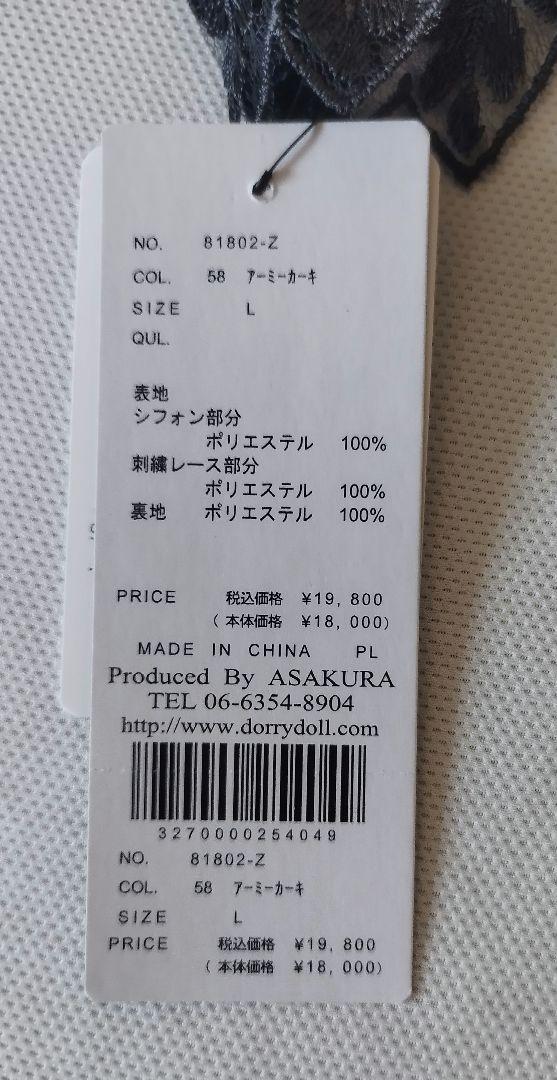 NO. 81802-Z
COL. 58 ｱｰﾐｰｶｰｷ
SIZE L
QUL.
表地
シフォン部分
ポリエステル 100%
刺繍レース部分
ポリエステル 100%
裏地 ポリエステル 100%
PRICE 税込価格 ¥19, 800
( 本体価格 ¥18, 000)
MADE IN CHINA PL
Produced By ASAKURA
TEL 06-6354-8904
http://www.dorrydoll.com
3270000254049
NO. 81802-Z
COL. 58 ｱｰﾐｰｶｰｷ
SIZE L
PRICE 税込価格 ¥19, 800
( 本体価格 ¥18, 000)